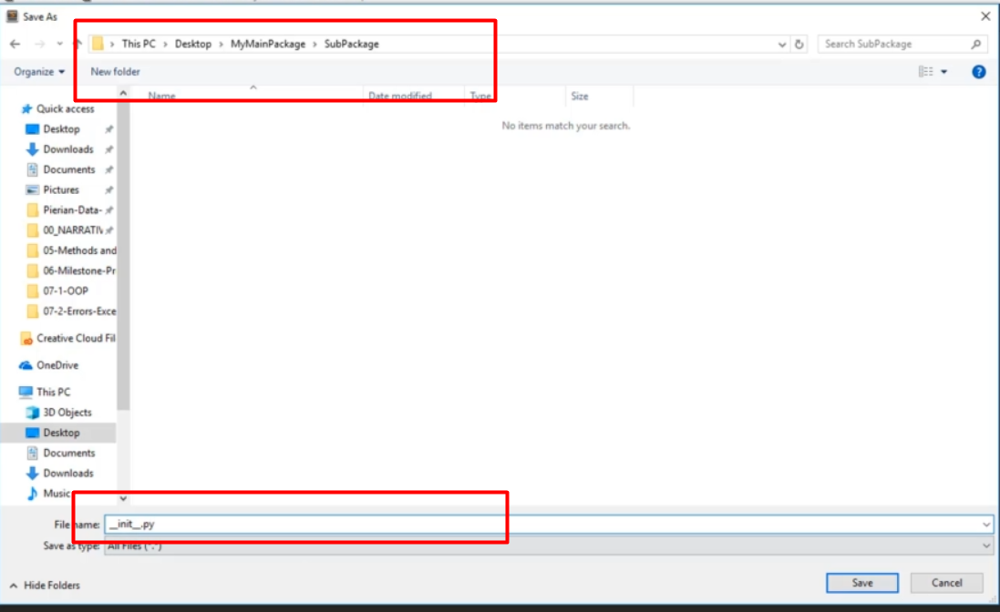 Save As
This PC > Desktop > MyMainPackage > SubPackage
Search SubPackage
Organize
New folder
Name
Date modified
Type
Size
No items match your search.
Quick access
Desktop
Downloads
Documents
Pictures
Pierian-Data-
00_NARRATIV
05-Methods and
06-Milestone-Pr
07-1-OOP
07-2-Errors-Exce
Creative Cloud Fil
OneDrive
This PC
3D Objects
Desktop
Documents
Downloads
Music
File name: __init__.py
Save as type: All Files (*.*)
Hide Folders
Save
Cancel